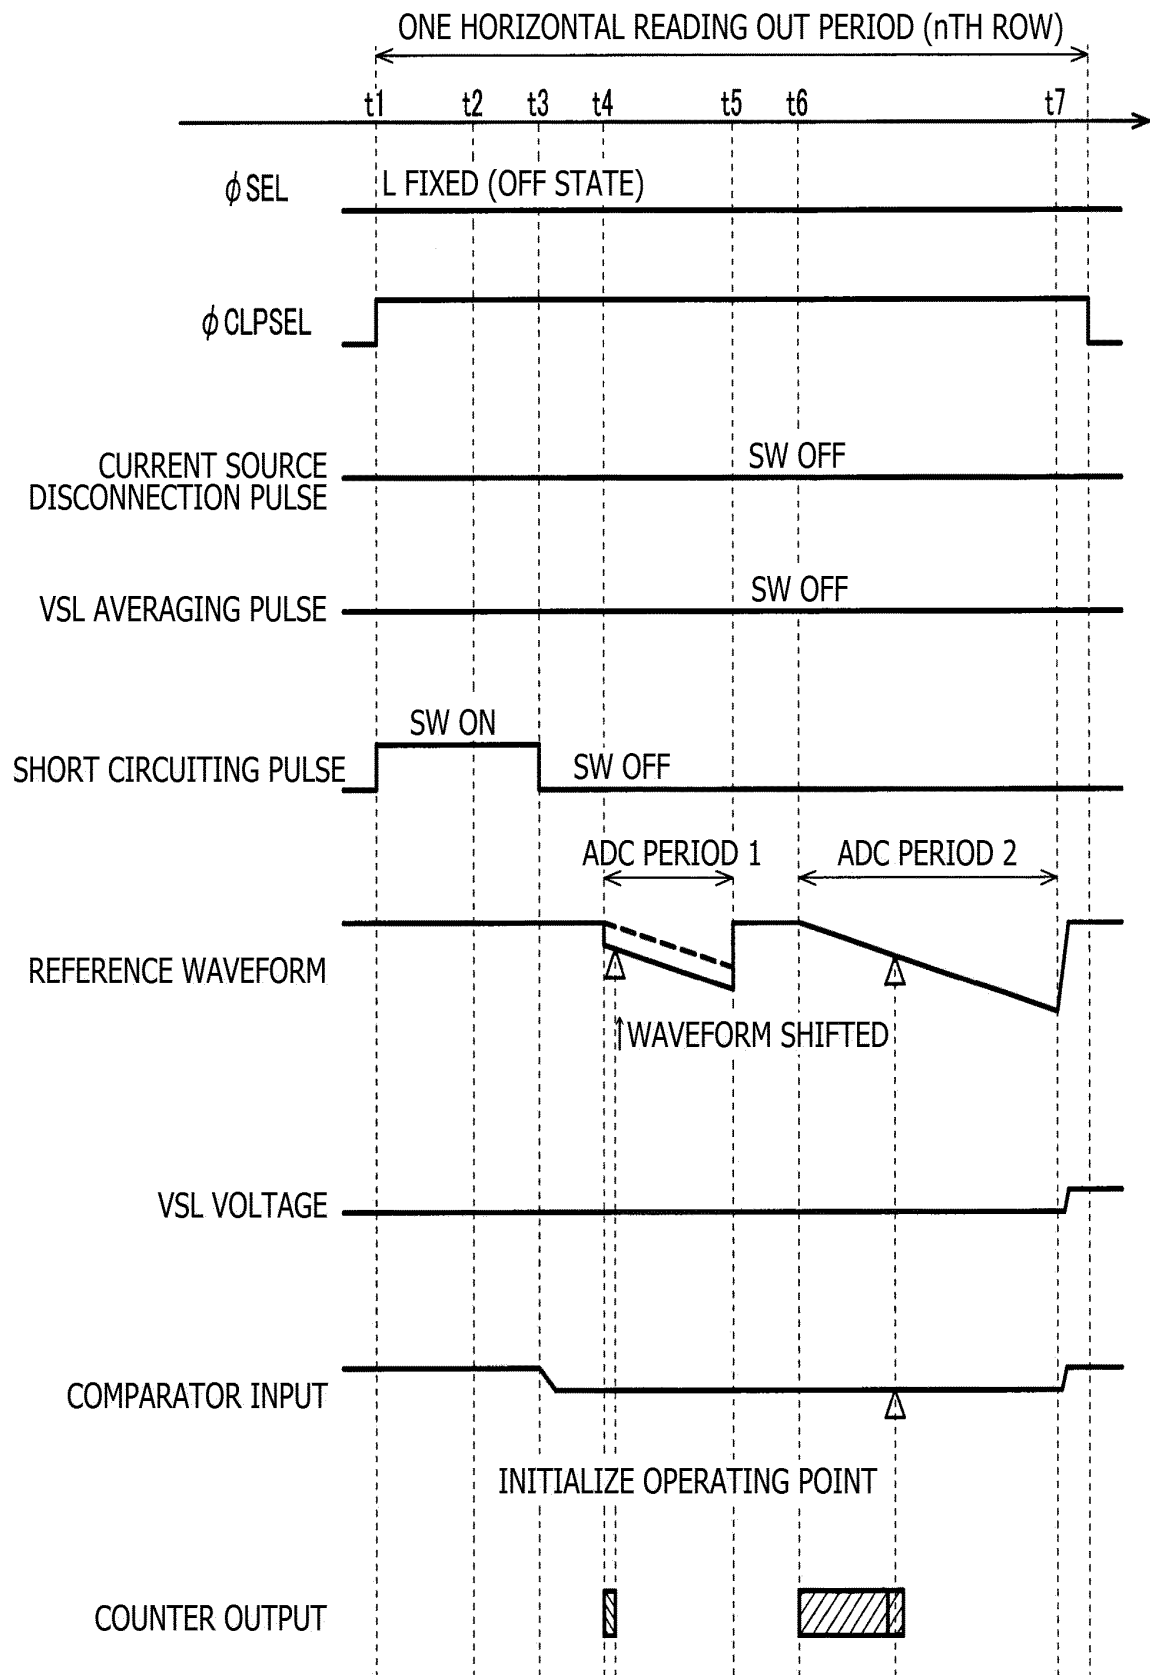 ONE HORIZONTAL READING OUT PERIOD (nTH ROW)
t1 t2 t3 t4 t5 t6 t7
φSEL
L FIXED (OFF STATE)
φCLPSEL
CURRENT SOURCE
DISCONNECTION PULSE
SW OFF
VSL AVERAGING PULSE
SW OFF
SHORT CIRCUITING PULSE
SW ON
SW OFF
ADC PERIOD 1
ADC PERIOD 2
REFERENCE WAVEFORM
↑WAVEFORM SHIFTED
VSL VOLTAGE
COMPARATOR INPUT
INITIALIZE OPERATING POINT
COUNTER OUTPUT